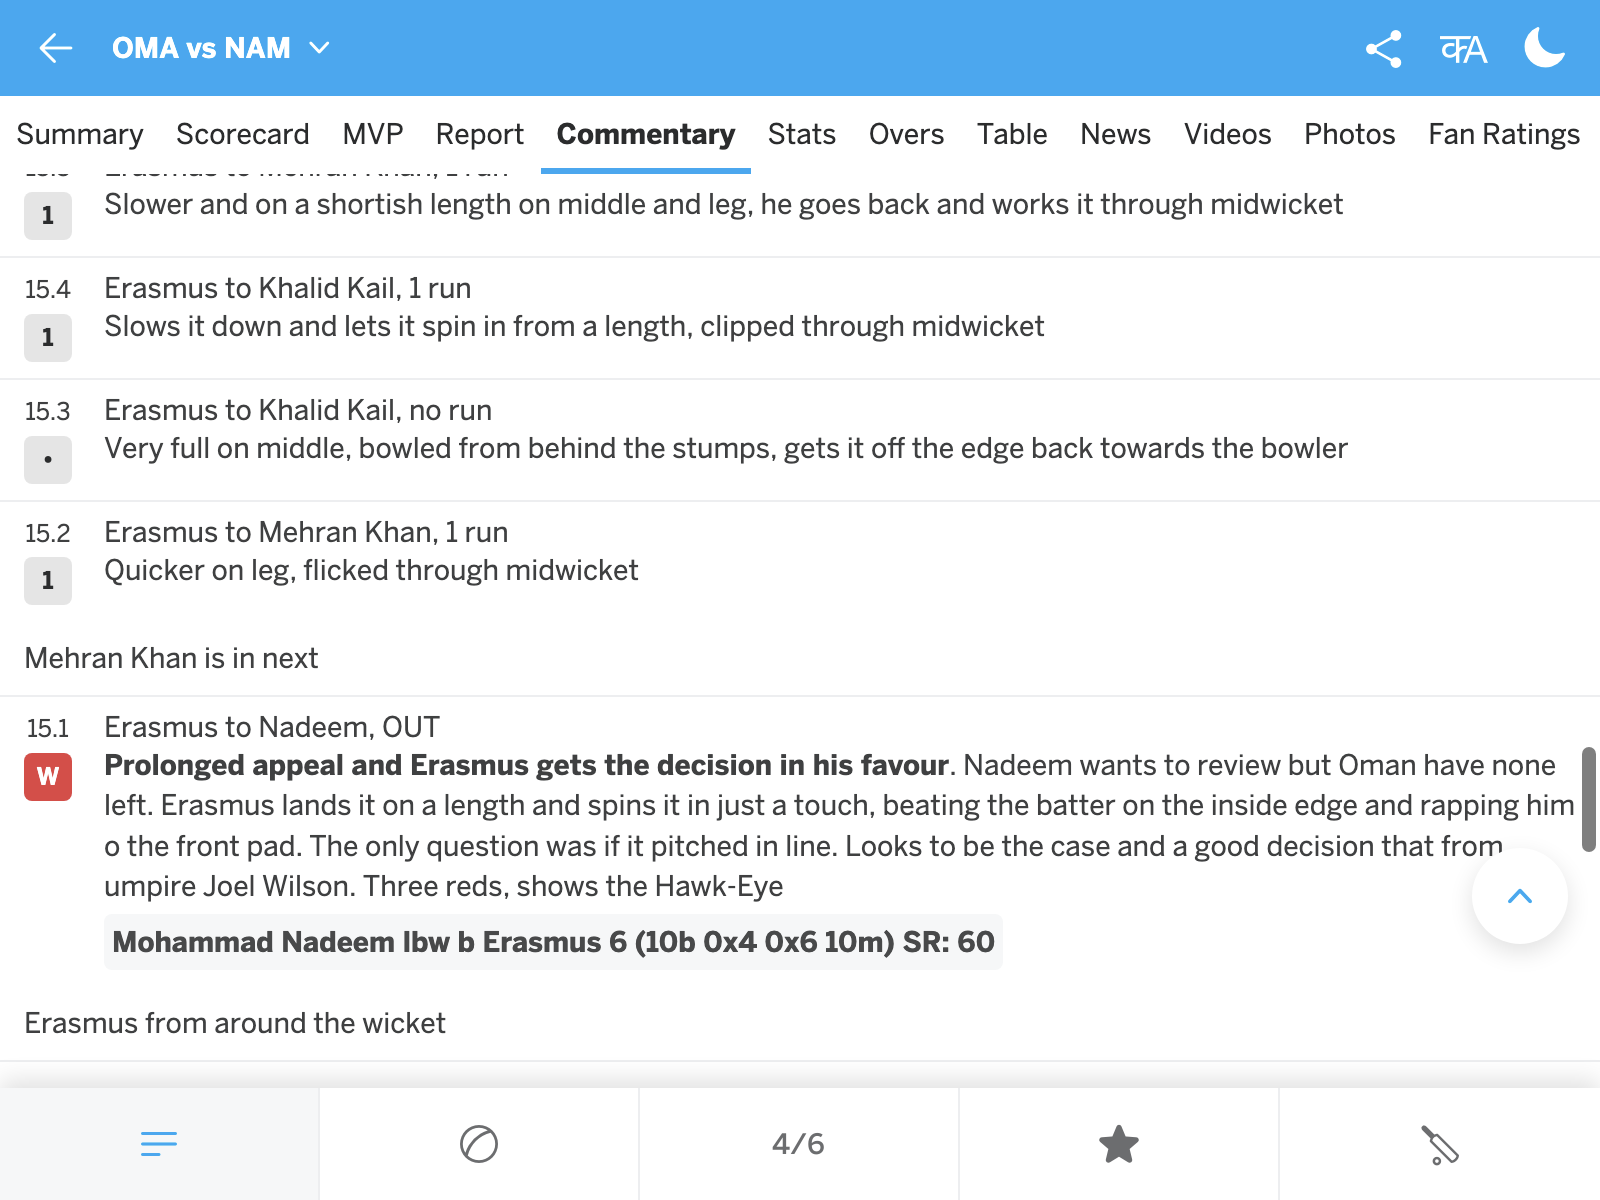 OMA vs NAM
क A
Summary Scorecard MVP Report Commentary Stats Overs Table News Videos Photos Fan Ratings
Erasmus to Mehran Khan, 1 run
1 Slower and on a shortish length on middle and leg, he goes back and works it through midwicket
15.4 Erasmus to Khalid Kail, 1 run
1 Slows it down and lets it spin in from a length, clipped through midwicket
15.3 Erasmus to Khalid Kail, no run
• Very full on middle, bowled from behind the stumps, gets it off the edge back towards the bowler
15.2 Erasmus to Mehran Khan, 1 run
1 Quicker on leg, flicked through midwicket
Mehran Khan is in next
15.1 Erasmus to Nadeem, OUT
W Prolonged appeal and Erasmus gets the decision in his favour. Nadeem wants to review but Oman have none
left. Erasmus lands it on a length and spins it in just a touch, beating the batter on the inside edge and rapping him
o the front pad. The only question was if it pitched in line. Looks to be the case and a good decision that from
umpire Joel Wilson. Three reds, shows the Hawk-Eye
Mohammad Nadeem lbw b Erasmus 6 (10b 0x4 0x6 10m) SR: 60
Erasmus from around the wicket
4/6